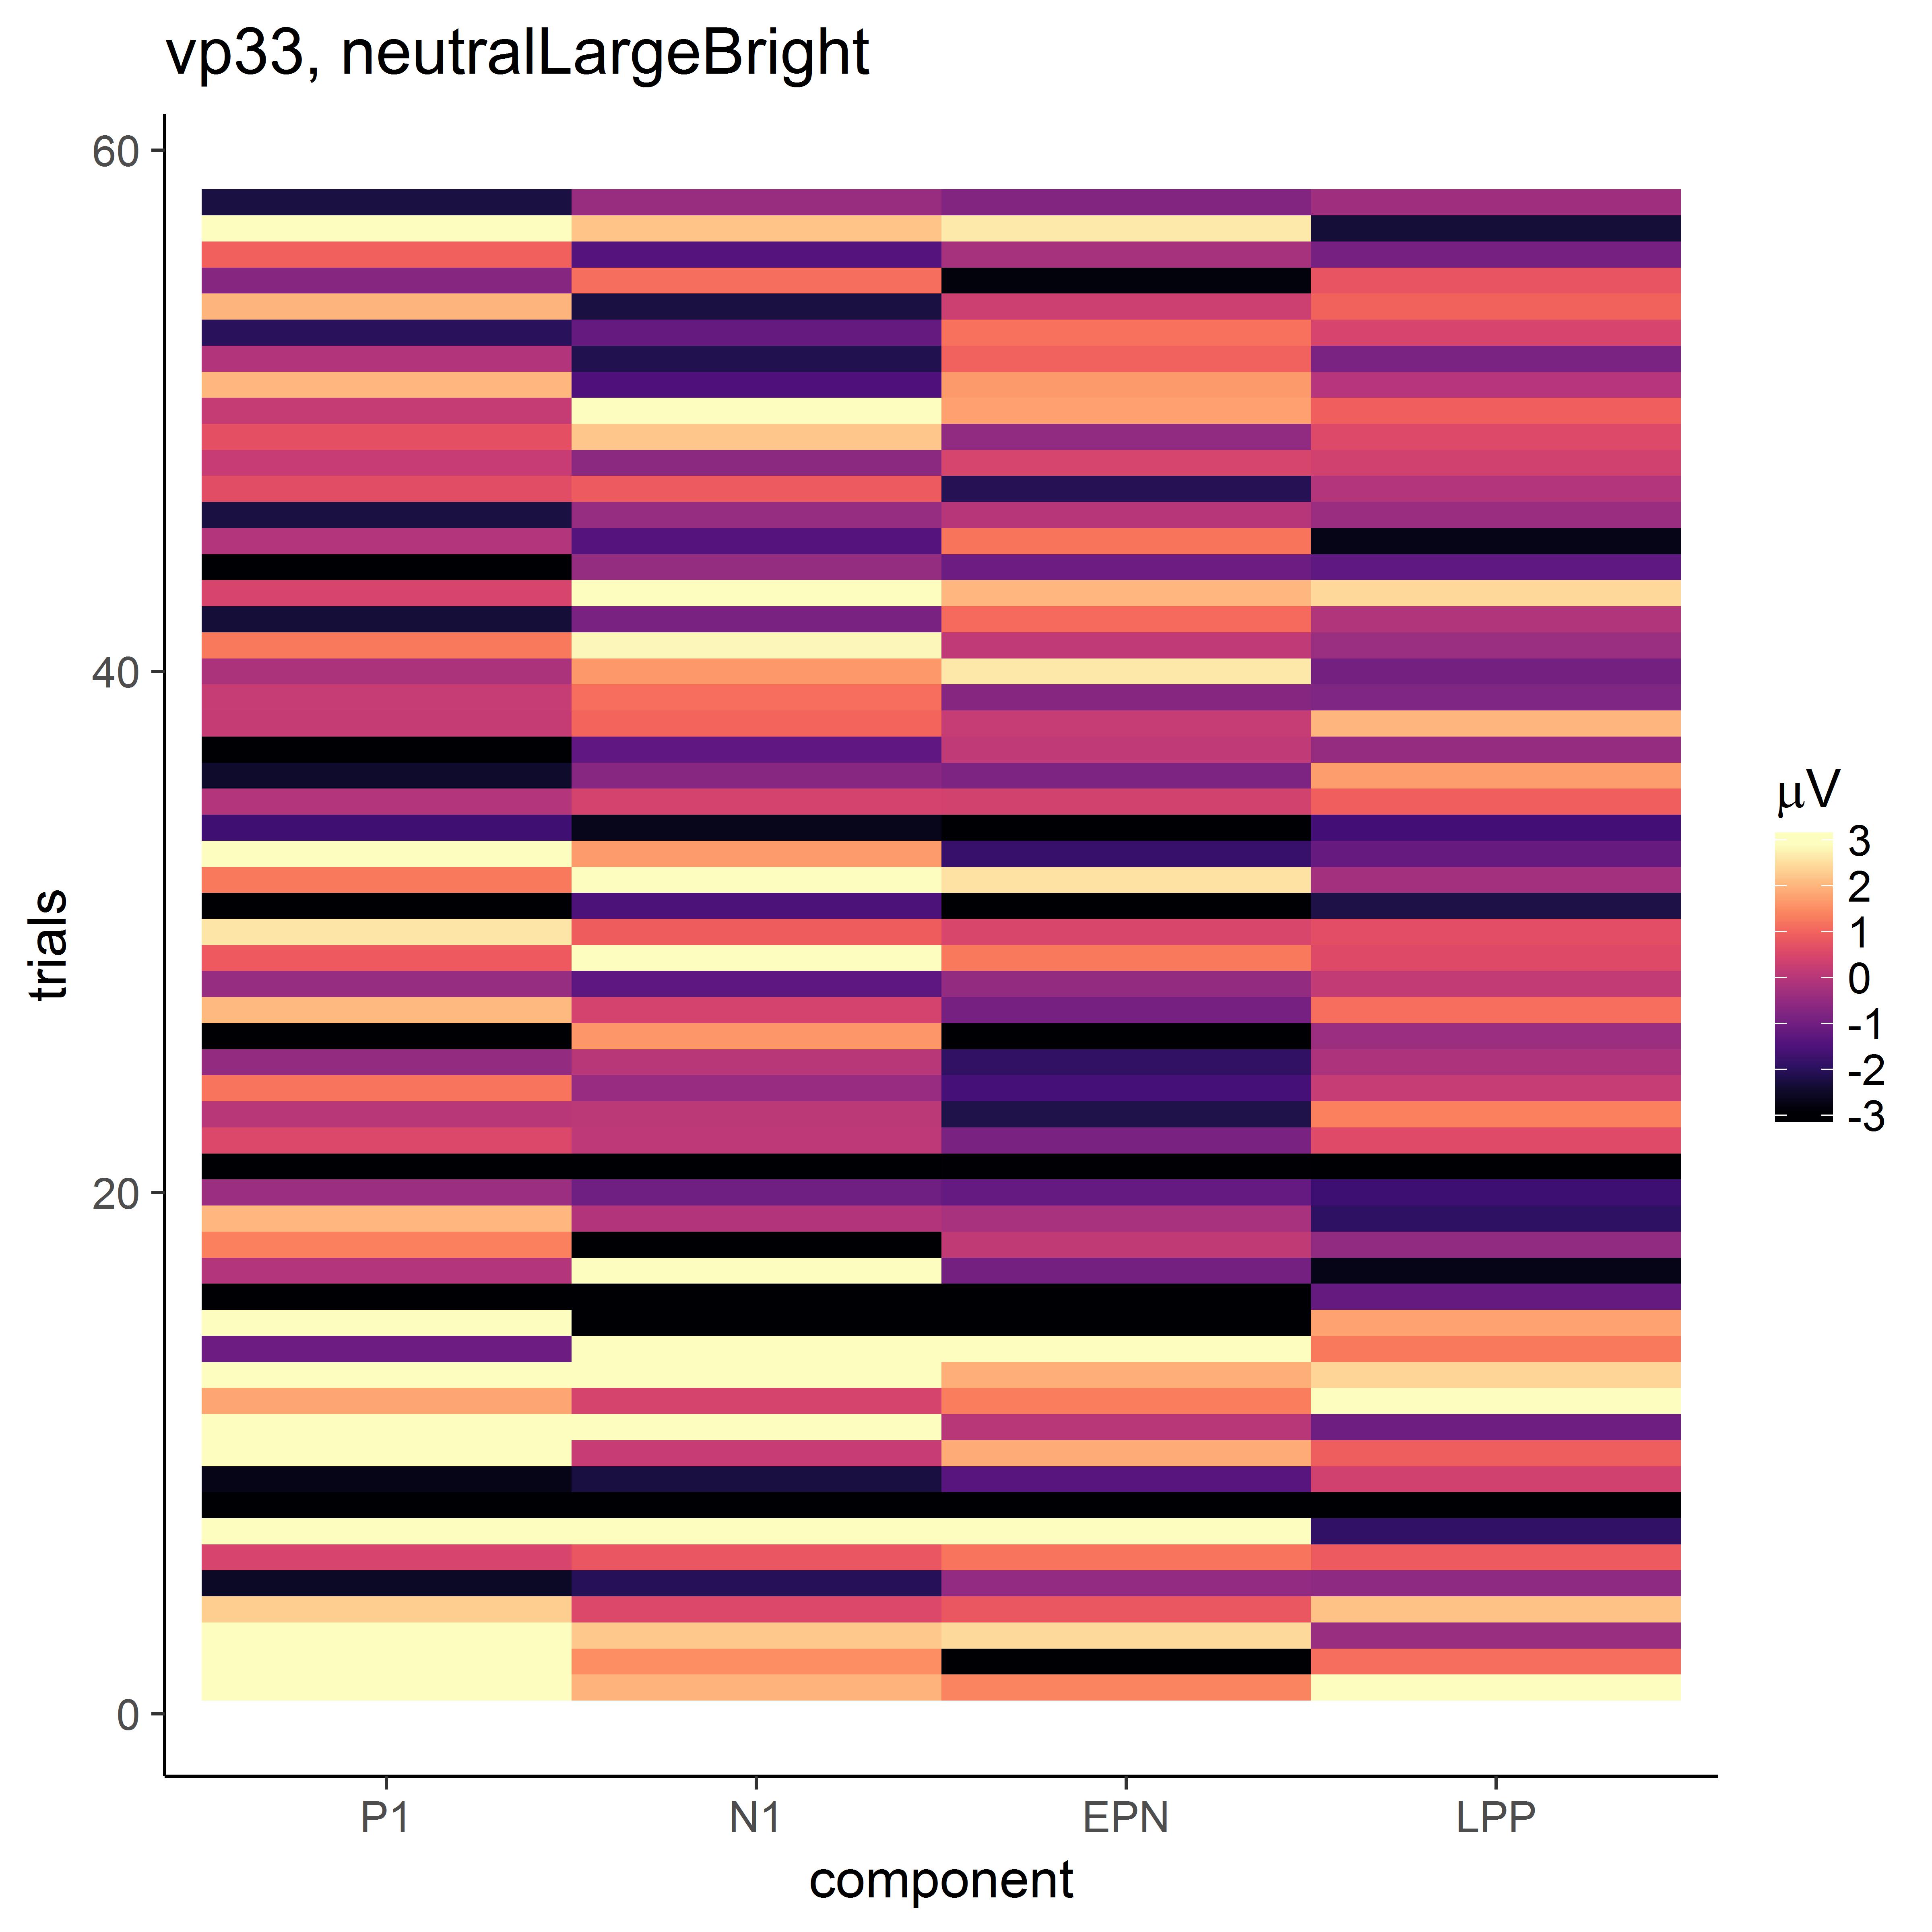 vp33, neutralLargeBright
60
40
20
0
trials
P1
N1
EPN
LPP
component
μV
3
2
1
0
-1
-2
-3